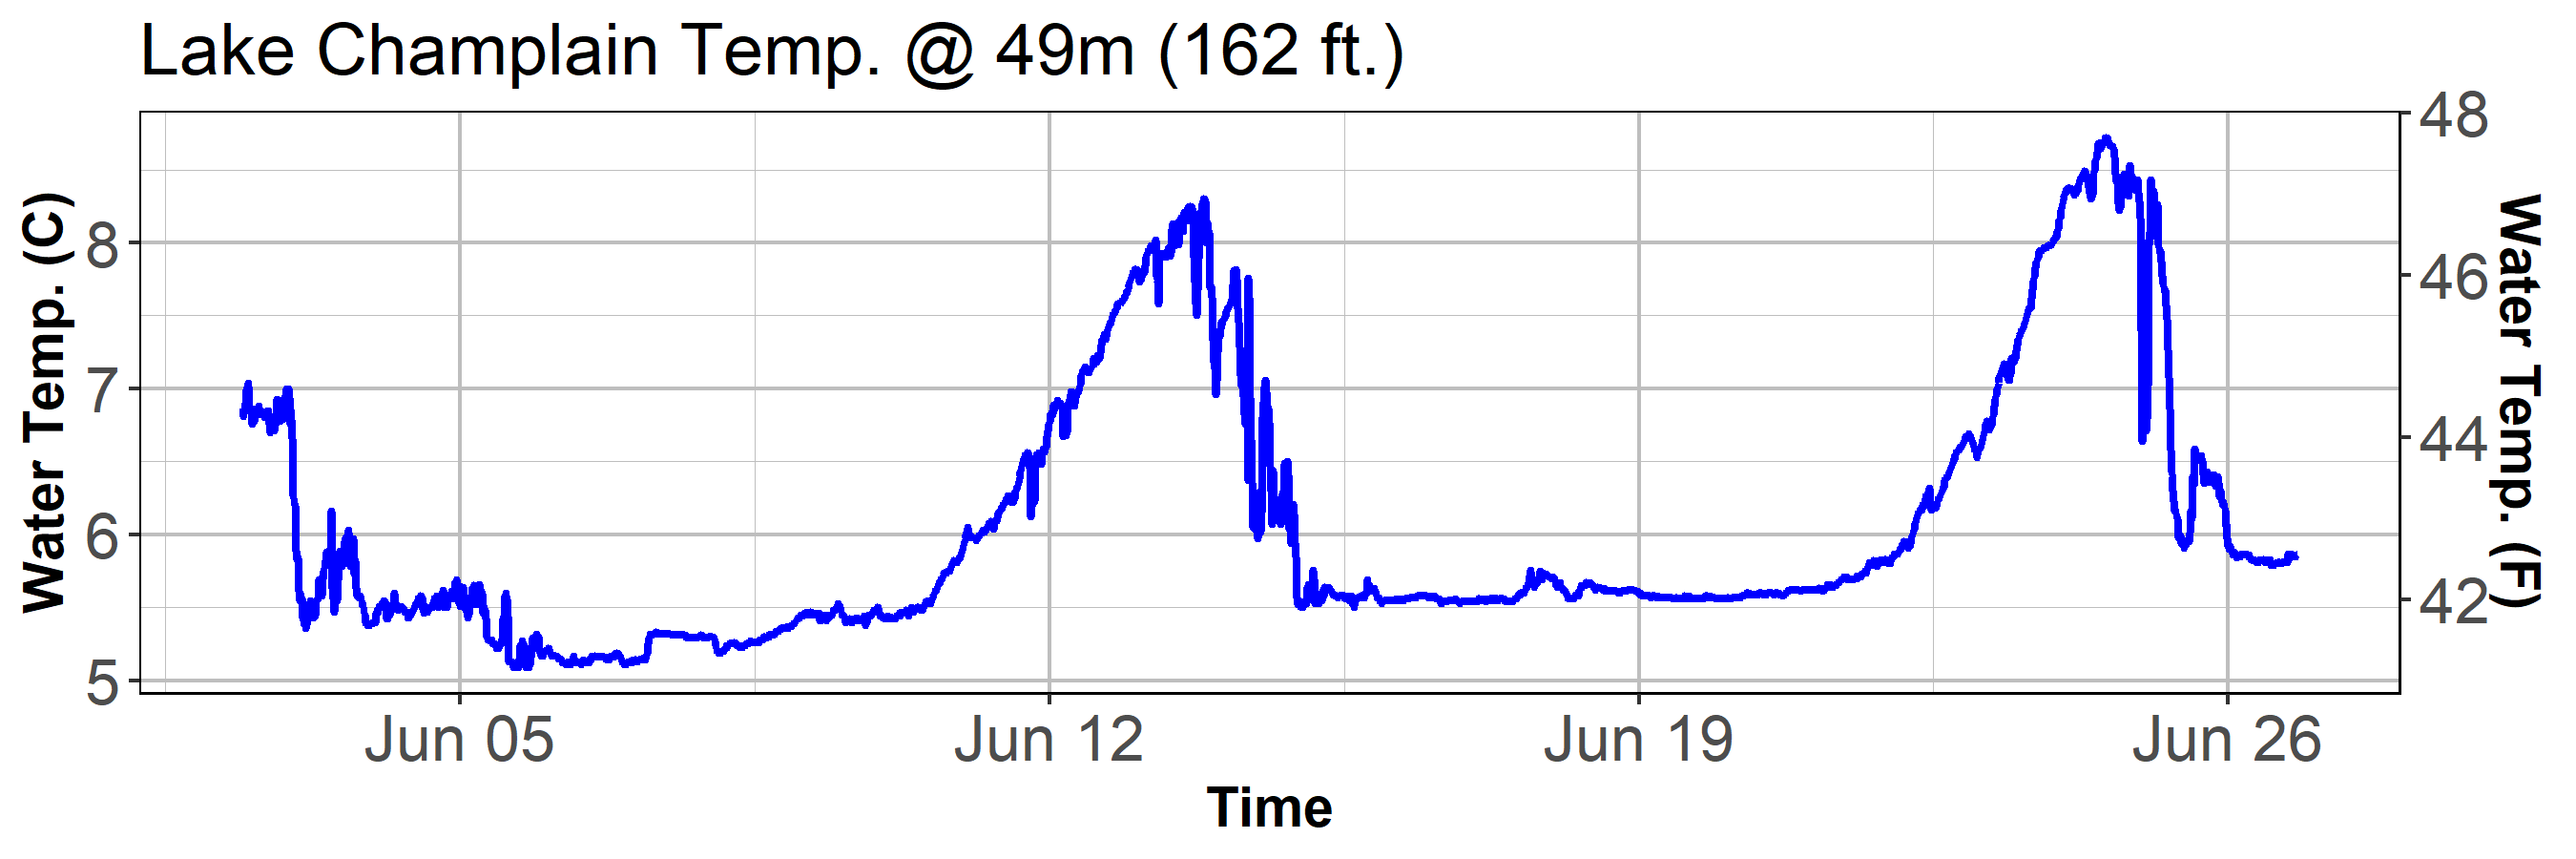 Lake Champlain Temp. @ 49m (162 ft.)
Water Temp. (C)
8
7
6
5
48
46
44
42
Water Temp. (F)
Jun 05 Jun 12 Jun 19 Jun 26
Time